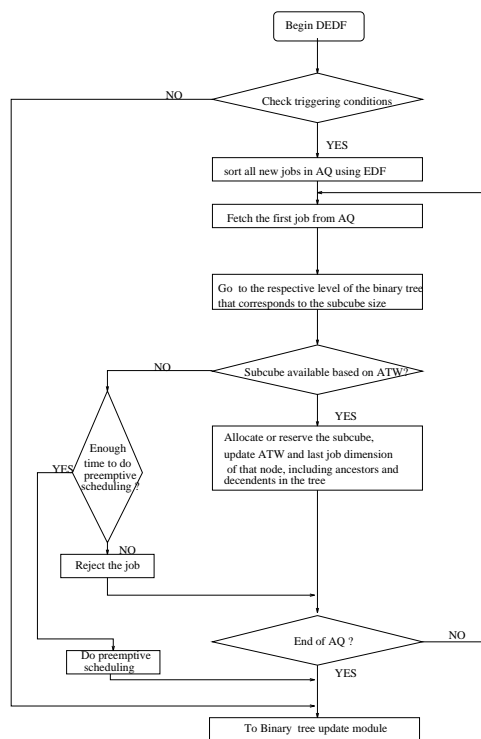 Begin DEDF
NO
Check triggering conditions
YES
sort all new jobs in AQ using EDF
Fetch the first job from AQ
Go to the respective level of the binary tree
that corresponds to the subcube size
NO
Subcube available based on ATW?
YES
Allocate or reserve the subcube,
update ATW and last job dimension
of that node, including ancestors and
decendents in the tree
Enough
time to do
preemptive
scheduling ?
YES
NO
Reject the job
End of AQ ?
NO
Do preemptive
scheduling
YES
To Binary tree update module